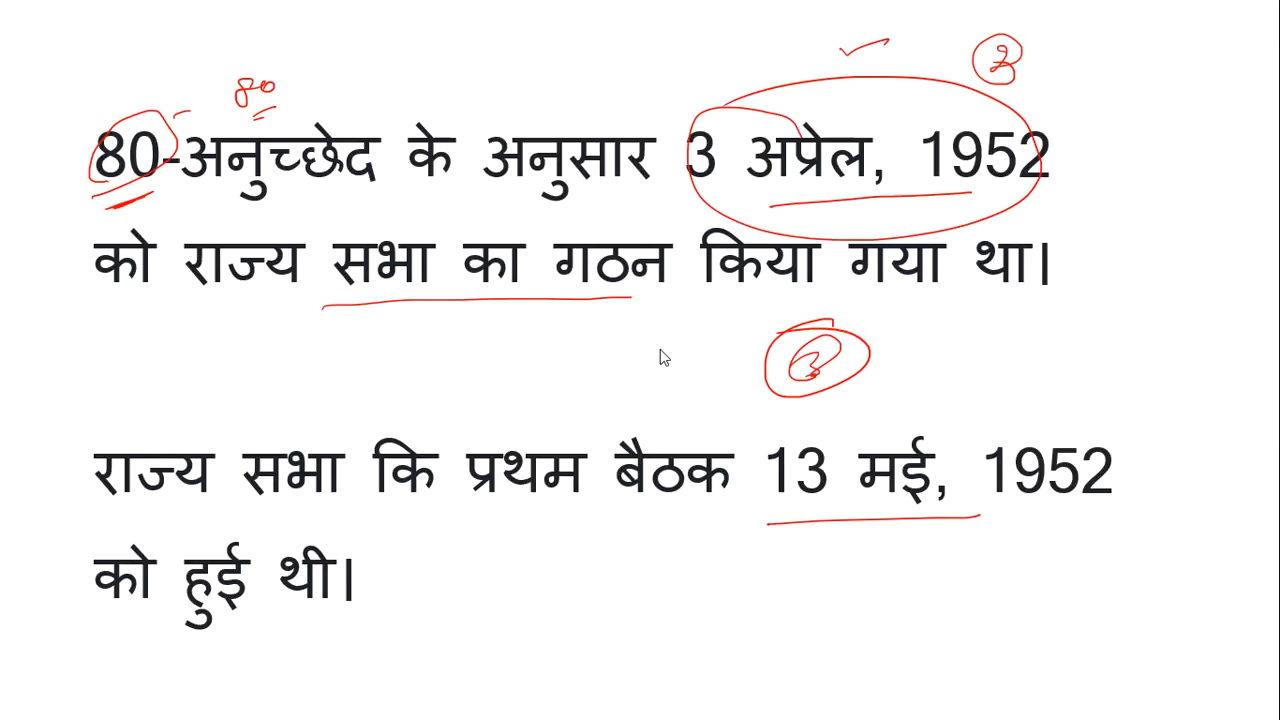 80
80-अनुच्छेद के अनुसार 3 अप्रेल, 1952
को राज्य सभा का गठन किया गया था।
राज्य सभा कि प्रथम बैठक 13 मई, 1952
को हुई थी।